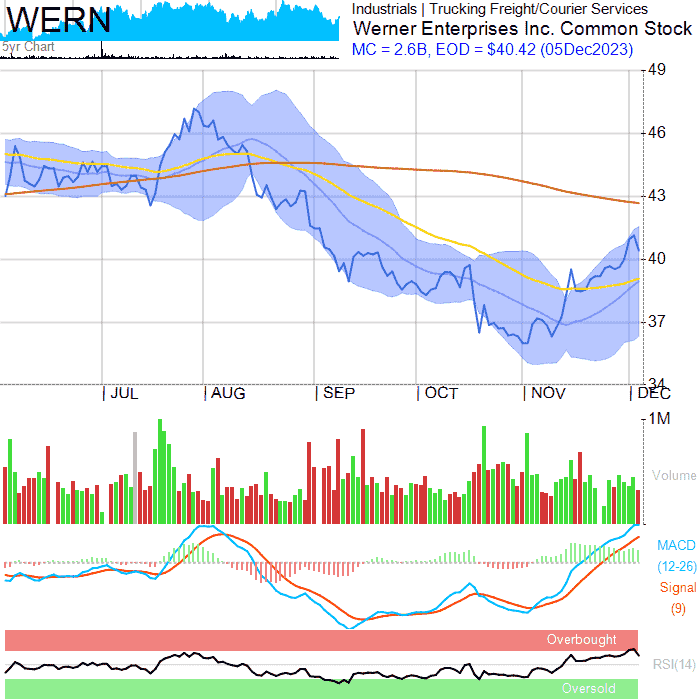 WERN
5yr Chart
Industrials | Trucking Freight/Courier Services
Werner Enterprises Inc. Common Stock
MC = 2.6B, EOD = $40.42 (05Dec2023)
49
46
43
40
37
34
JUL AUG SEP OCT NOV DEC
1M
Volume
MACD
(12-26)
Signal
(9)
Overbought
RSI(14)
Oversold